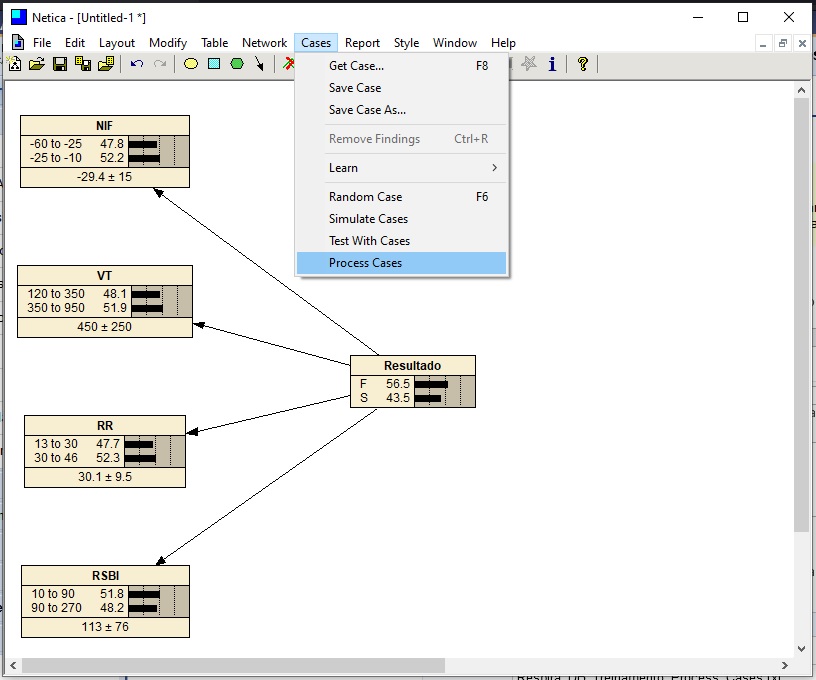 Netica - [Untitled-1 *]
File Edit Layout Modify Table Network Cases Report Style Window Help
Get Case... F8
Save Case
Save Case As...
Remove Findings Ctrl+R
Learn
Random Case F6
Simulate Cases
Test With Cases
Process Cases
NIF
-60 to -25 47.8
-25 to -10 52.2
-29.4 ± 15
VT
120 to 350 48.1
350 to 950 51.9
450 ± 250
Resultado
F 56.5
S 43.5
RR
13 to 30 47.7
30 to 46 52.3
30.1 ± 9.5
RSBI
10 to 90 51.8
90 to 270 48.2
113 ± 76